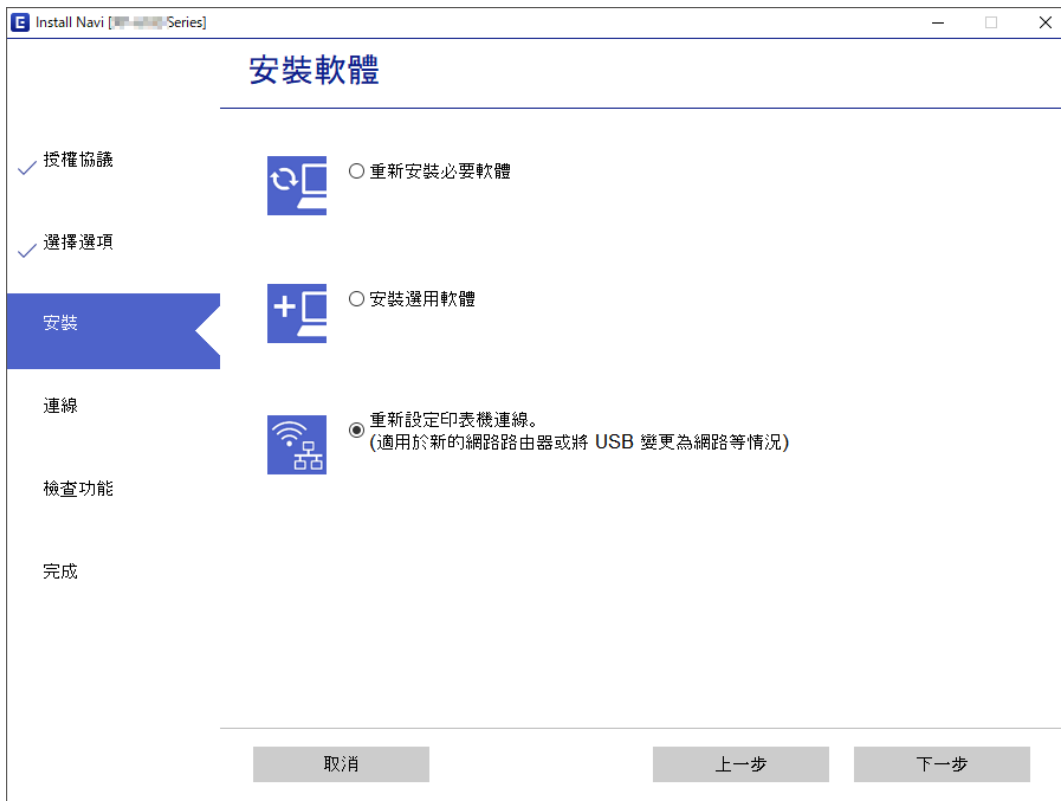 E Install Navi [ Series]
安裝軟體
授權協議
選擇選項
安裝
連線
檢查功能
完成
重新安裝必要軟體
安裝選用軟體
重新設定印表機連線。
(適用於新的網路路由器或將 USB 變更為網路等情況)
取消
上一步
下一步